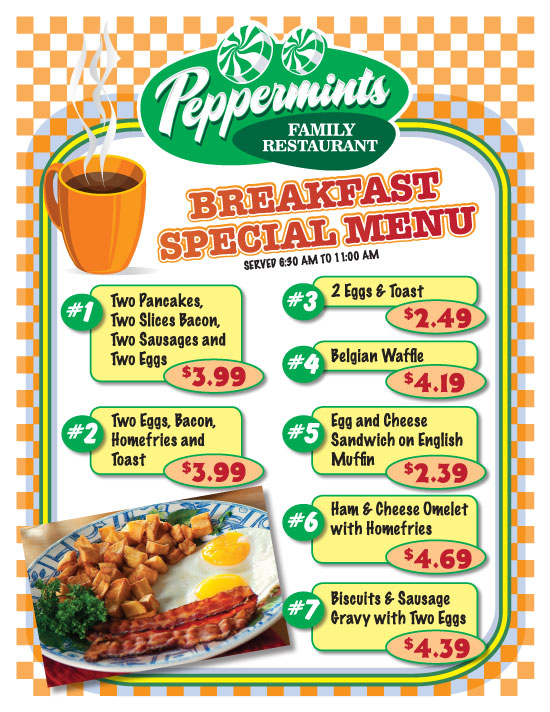 Peppermints
FAMILY
RESTAURANT
BREAKFAST
SPECIAL MENU
SERVED 6:30 AM TO 11:00 AM
#1
Two Pancakes,
Two Slices Bacon,
Two Sausages and
Two Eggs
$3.99
#2
Two Eggs, Bacon,
Homefries and
Toast
$3.99
#3
2 Eggs & Toast
$2.49
#4
Belgian Waffle
$4.19
#5
Egg and Cheese
Sandwich on English
Muffin
$2.39
#6
Ham & Cheese Omelet
with Homefries
$4.69
#7
Biscuits & Sausage
Gravy with Two Eggs
$4.39